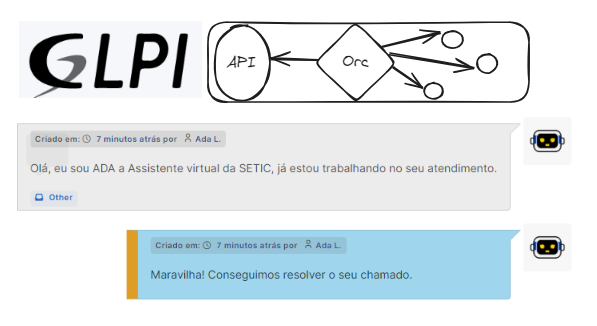 GLPI
API
Orc
Criado em: 7 minutos atrás por Ada L.
Olá, eu sou ADA a Assistente virtual da SETIC, já estou trabalhando no seu atendimento.
Other
Criado em: 7 minutos atrás por Ada L.
Maravilha! Conseguimos resolver o seu chamado.